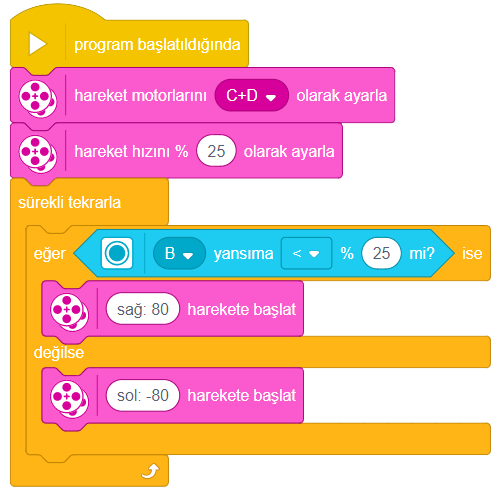 program başlatıldığında
hareket motorlarını C+D olarak ayarla
hareket hızını % 25 olarak ayarla
sürekli tekrarla
eğer B yansıma < % 25 mi? ise
sağ: 80 harekete başlat
değilse
sol: -80 harekete başlat